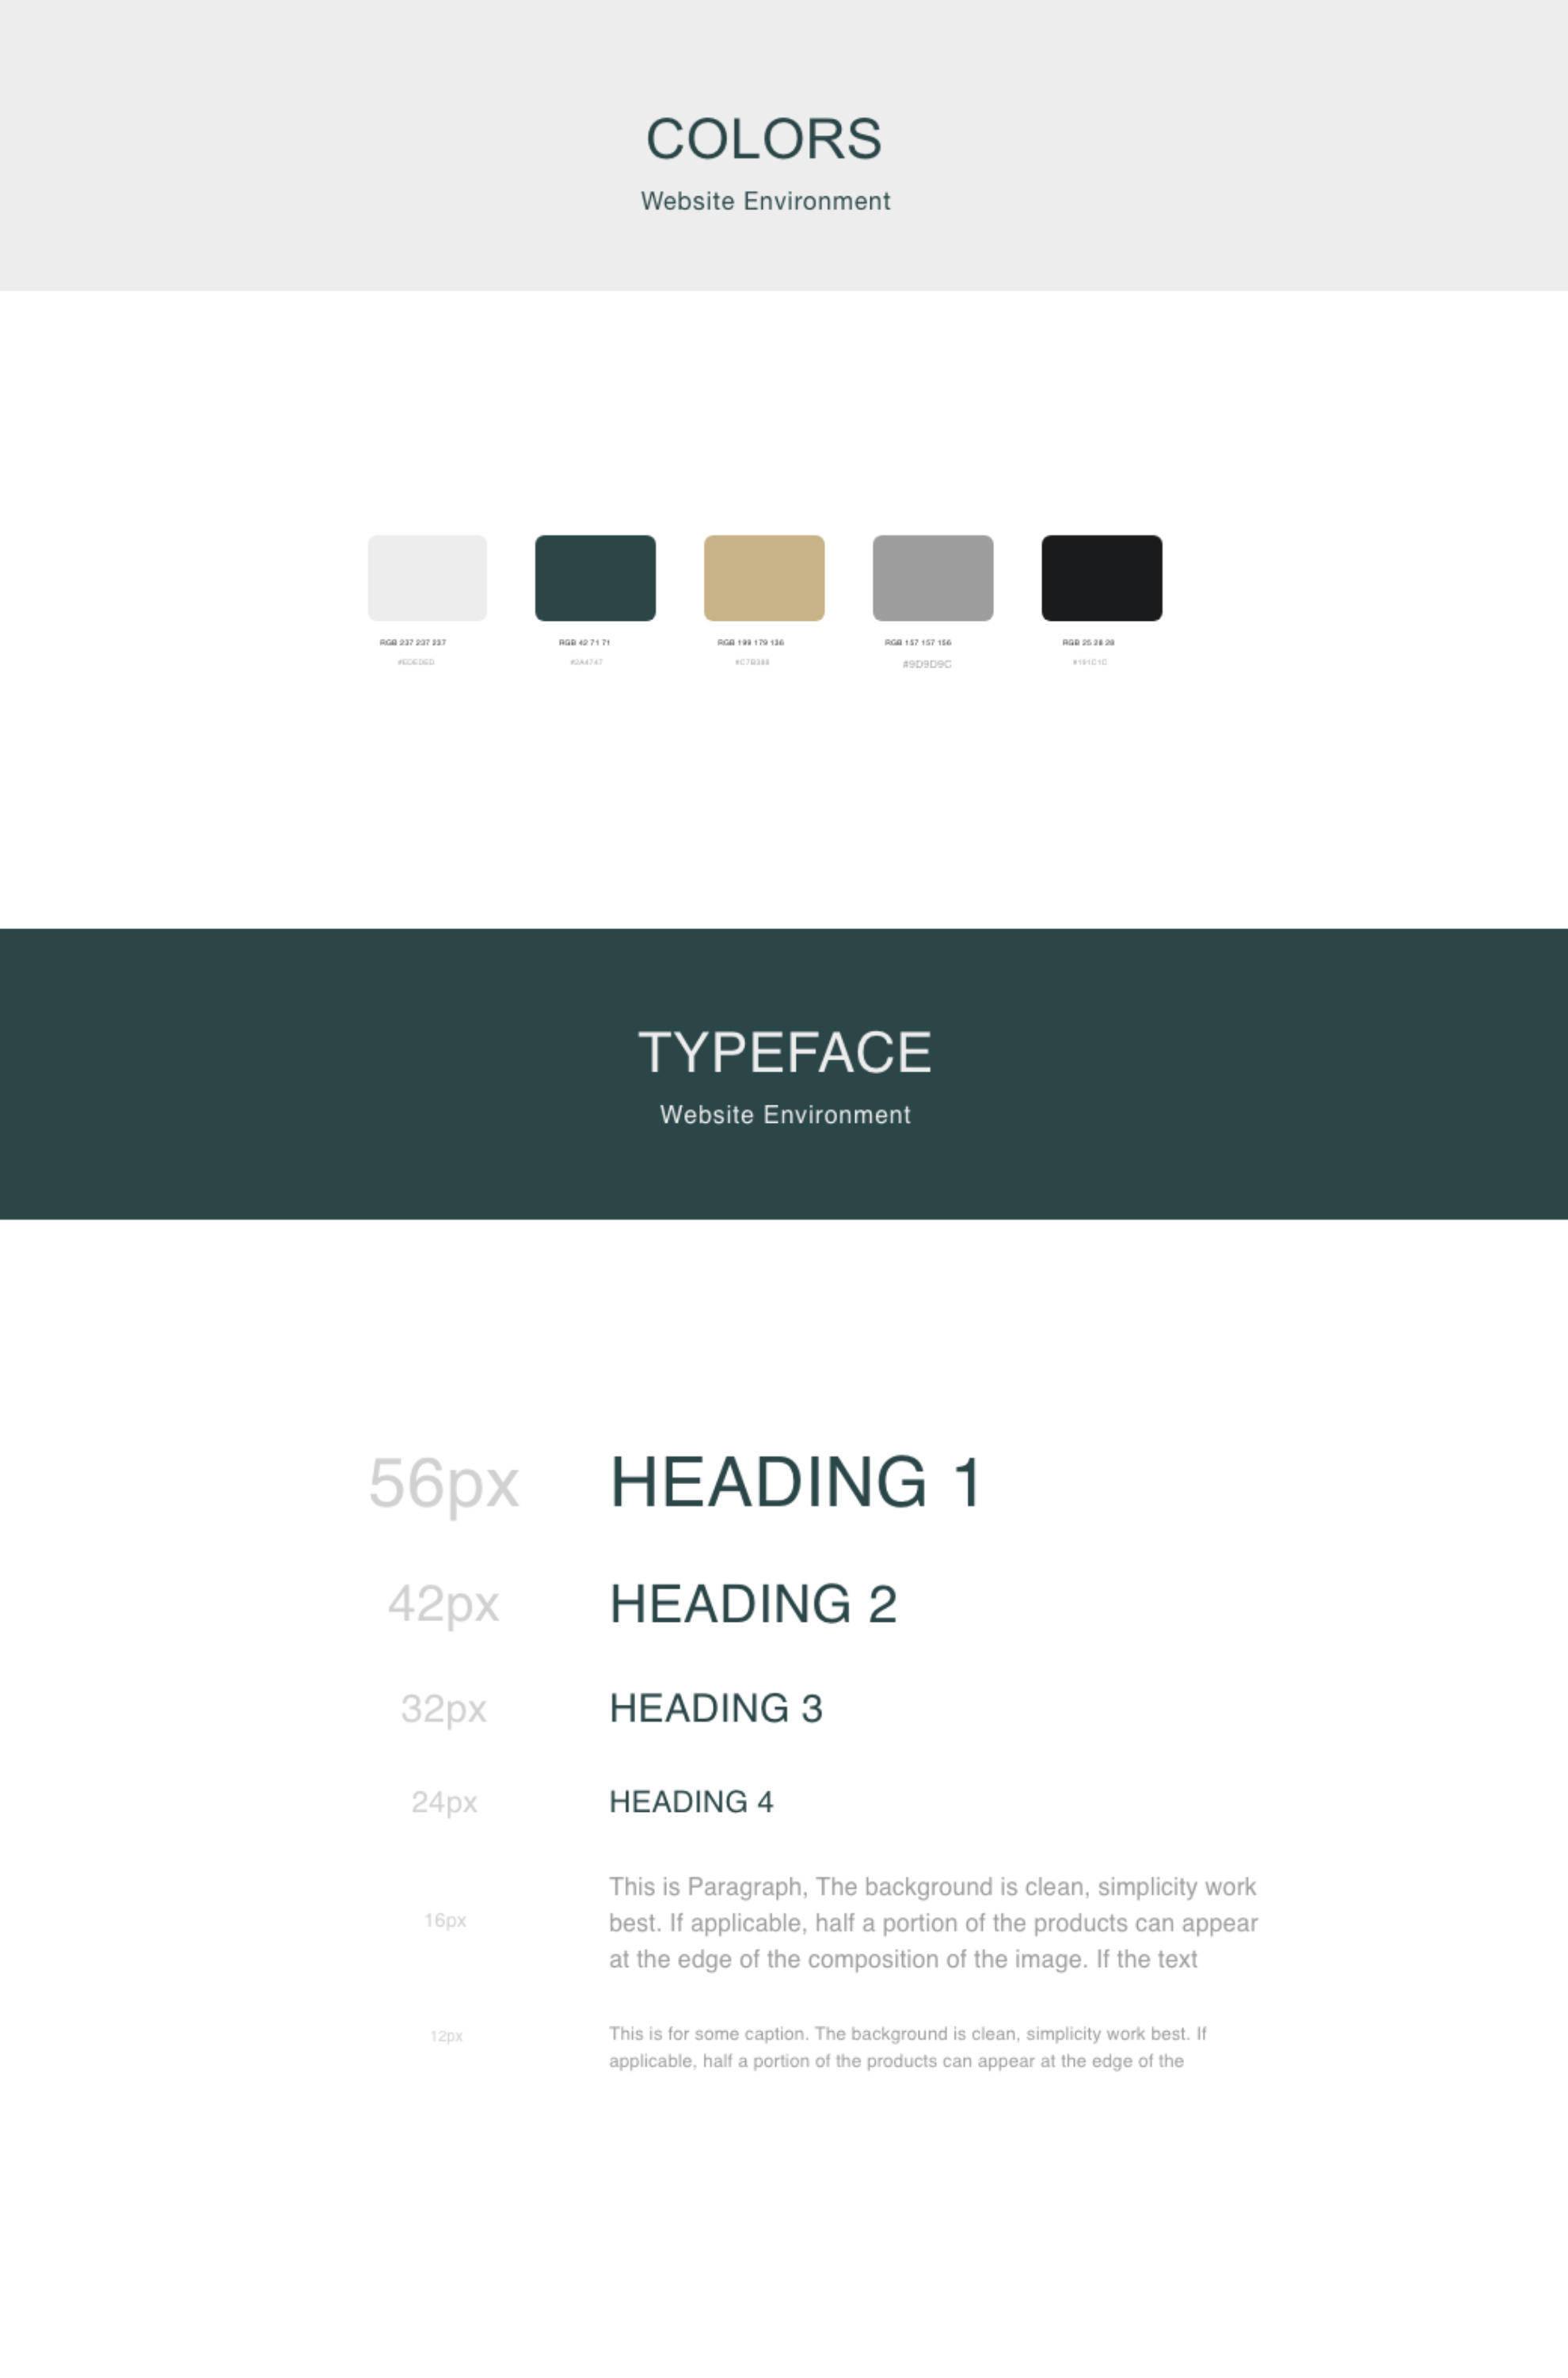 COLORS
Website Environment
RGB 237 237 237
RGB 42 71 71
RGB 199 179 136
RGB 157 157 156
RGB 25 28 28
#EDEDED
#2A4747
#C7B388
#9D9D9C
#191C1C
TYPEFACE
Website Environment
56px
HEADING 1
42px
HEADING 2
32px
HEADING 3
24px
HEADING 4
16px
This is Paragraph, The background is clean, simplicity work
best. If applicable, half a portion of the products can appear
at the edge of the composition of the image. If the text
12px
This is for some caption. The background is clean, simplicity work best. If
applicable, half a portion of the products can appear at the edge of the